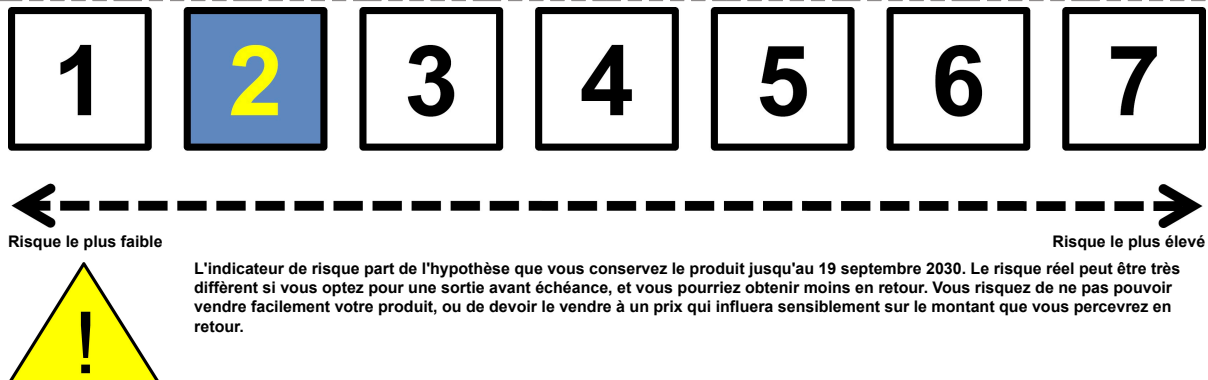 1 2 3 4 5 6 7
Risque le plus faible Risque le plus élevé
L'indicateur de risque part de l'hypothèse que vous conservez le produit jusqu'au 19 septembre 2030. Le risque réel peut être très
diffèrent si vous optez pour une sortie avant échéance, et vous pourriez obtenir moins en retour. Vous risquez de ne pas pouvoir
vendre facilement votre produit, ou de devoir le vendre à un prix qui influera sensiblement sur le montant que vous percevrez en
retour.
!